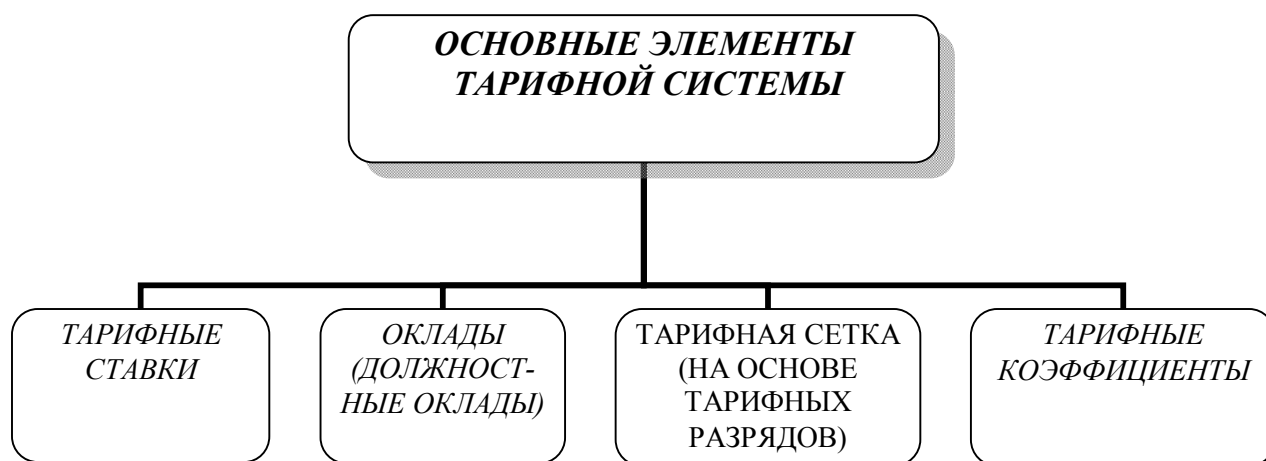 ОСНОВНЫЕ ЭЛЕМЕНТЫ
ТАРИФНОЙ СИСТЕМЫ
ТАРИФНЫЕ
СТАВКИ
ОКЛАДЫ
(ДОЛЖНОСТ-
НЫЕ ОКЛАДЫ)
ТАРИФНАЯ СЕТКА
(НА ОСНОВЕ
ТАРИФНЫХ
РАЗРЯДОВ)
ТАРИФНЫЕ
КОЭФФИЦИЕНТЫ